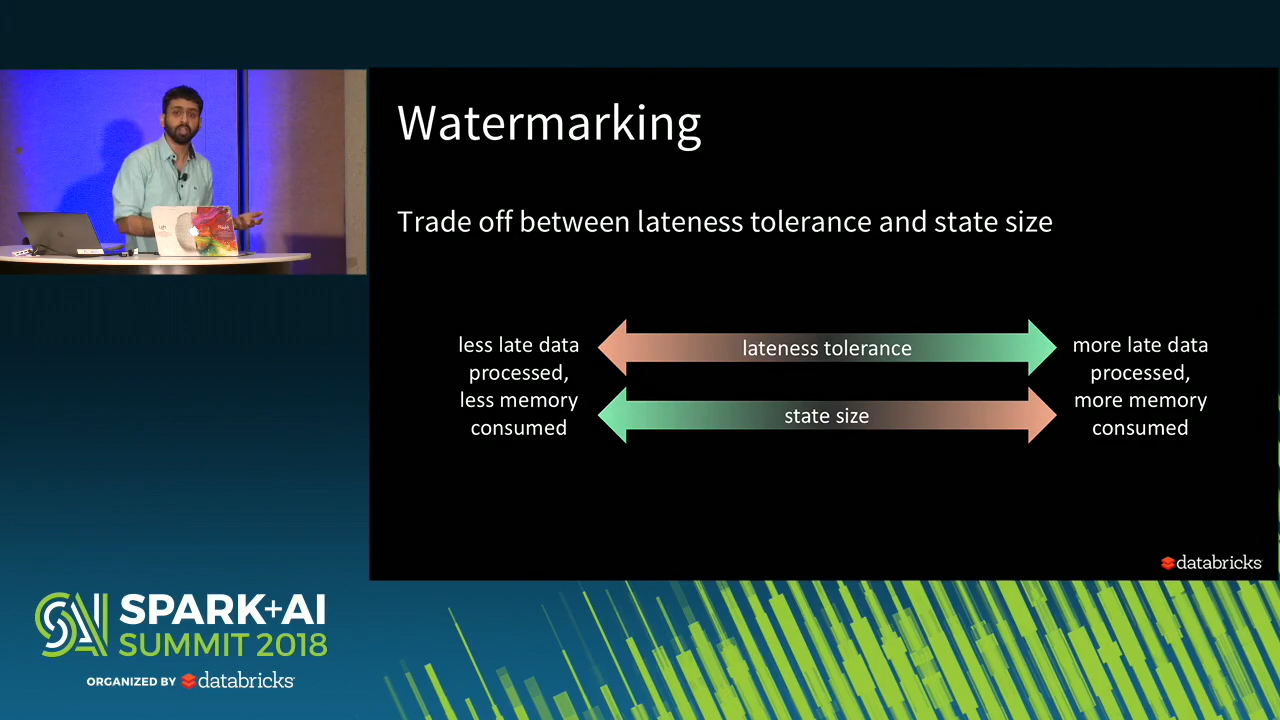 Watermarking
Trade off between lateness tolerance and state size
less late data
processed,
less memory
consumed
lateness tolerance
state size
more late data
processed,
more memory
consumed
databricks
SPARK+AI
SUMMIT 2018
ORGANIZED BY databricks